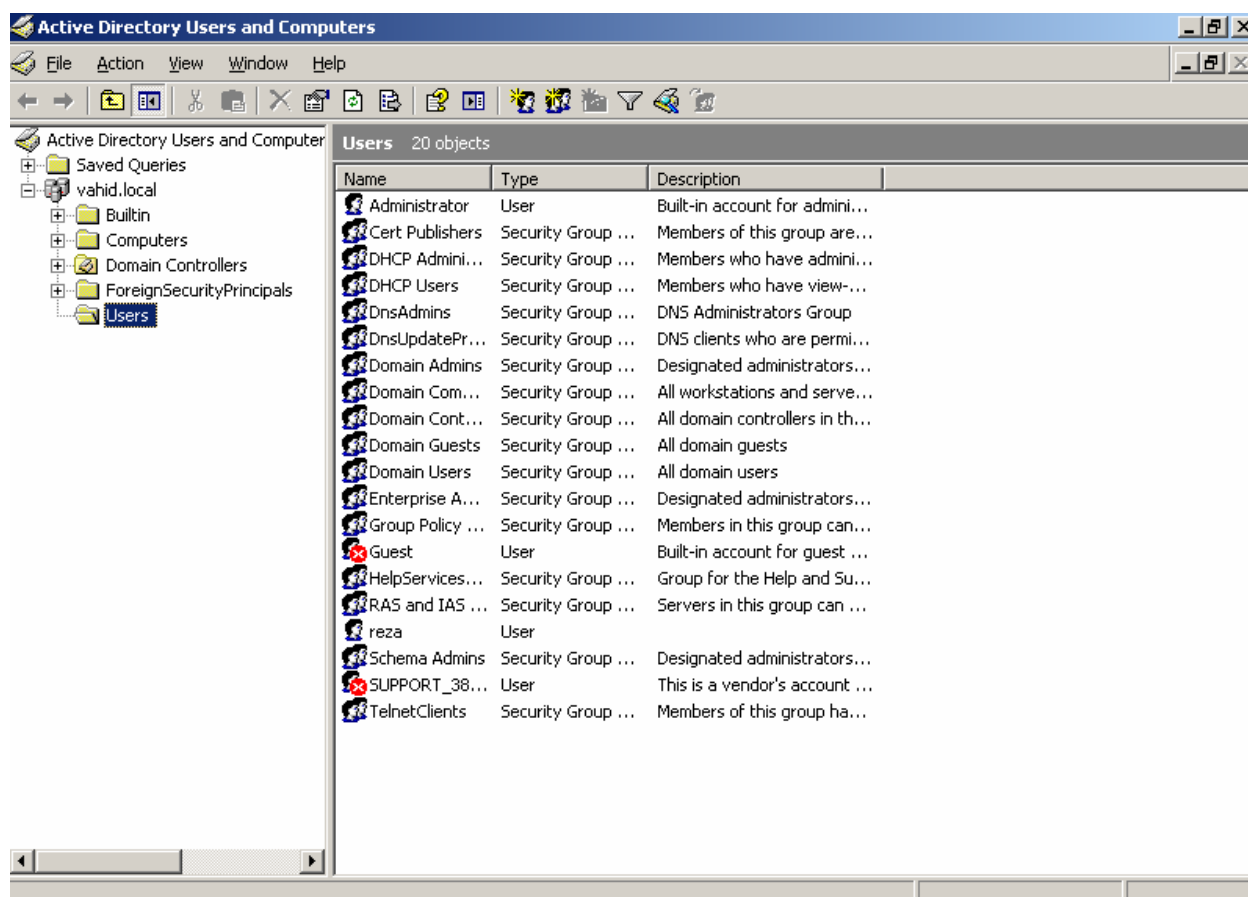 Active Directory Users and Computers
File Action View Window Help
Active Directory Users and Computer
Saved Queries
vahid.local
Builtin
Computers
Domain Controllers
ForeignSecurityPrincipals
Users
Users 20 objects
Name Type Description
Administrator User Built-in account for admini...
Cert Publishers Security Group ... Members of this group are...
DHCP Admini... Security Group ... Members who have admini...
DHCP Users Security Group ... Members who have view-...
DnsAdmins Security Group ... DNS Administrators Group
DnsUpdatePr... Security Group ... DNS clients who are permi...
Domain Admins Security Group ... Designated administrators...
Domain Com... Security Group ... All workstations and serve...
Domain Cont... Security Group ... All domain controllers in th...
Domain Guests Security Group ... All domain guests
Domain Users Security Group ... All domain users
Enterprise A... Security Group ... Designated administrators...
Group Policy ... Security Group ... Members in this group can...
Guest User Built-in account for guest ...
HelpServices... Security Group ... Group for the Help and Su...
RAS and IAS ... Security Group ... Servers in this group can ...
reza User
Schema Admins Security Group ... Designated administrators...
SUPPORT_38... User This is a vendor's account ...
TelnetClients Security Group ... Members of this group ha...